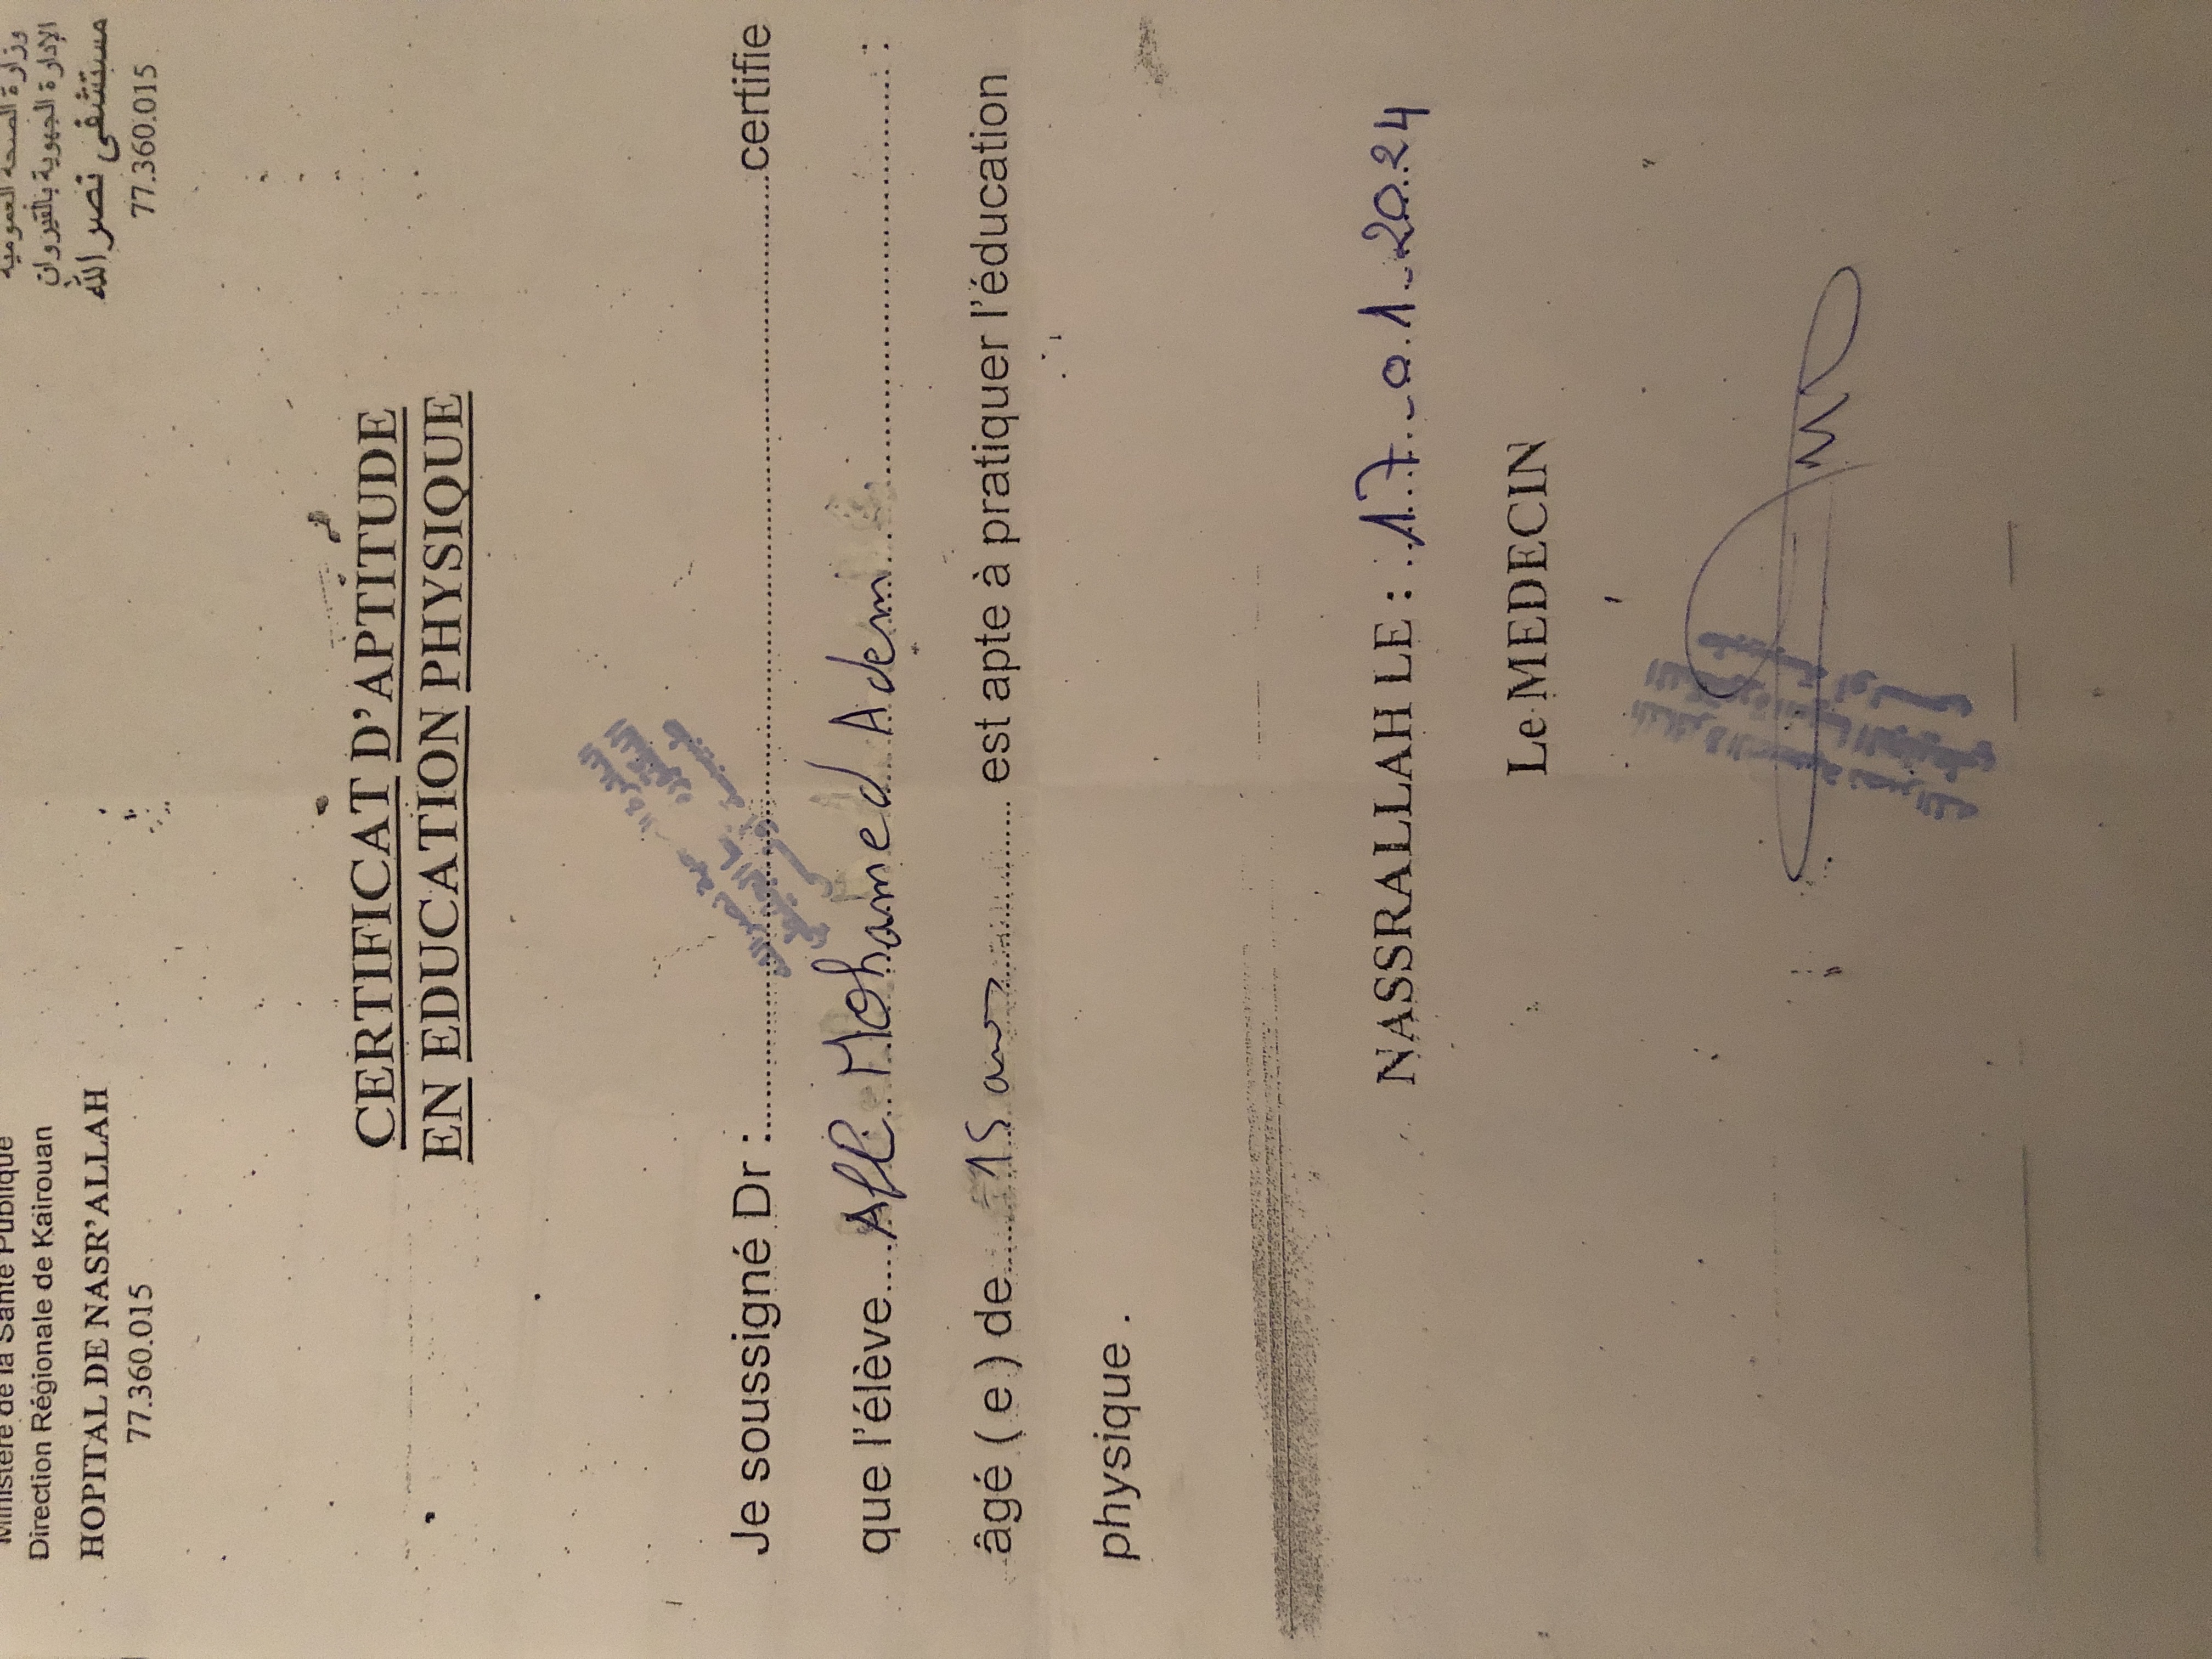 Ministère de la Santé Publique
Direction Régionale de Kairouan
HOPITAL DE NASR'ALLAH
77.360.015
وزارة الصحة العمومية
الإدارة الجهوية بالقيروان
مستشفى نصر الله
77.360.015
CERTIFICAT D'APTITUDE
EN EDUCATION PHYSIQUE
Je soussigné Dr : certifie
que l'élève Mohamed Adem :
âgé ( e ) de 15 ans est apte à pratiquer l'éducation
physique .
NASSRALLAH LE : 17-01-2024
Le MEDECIN